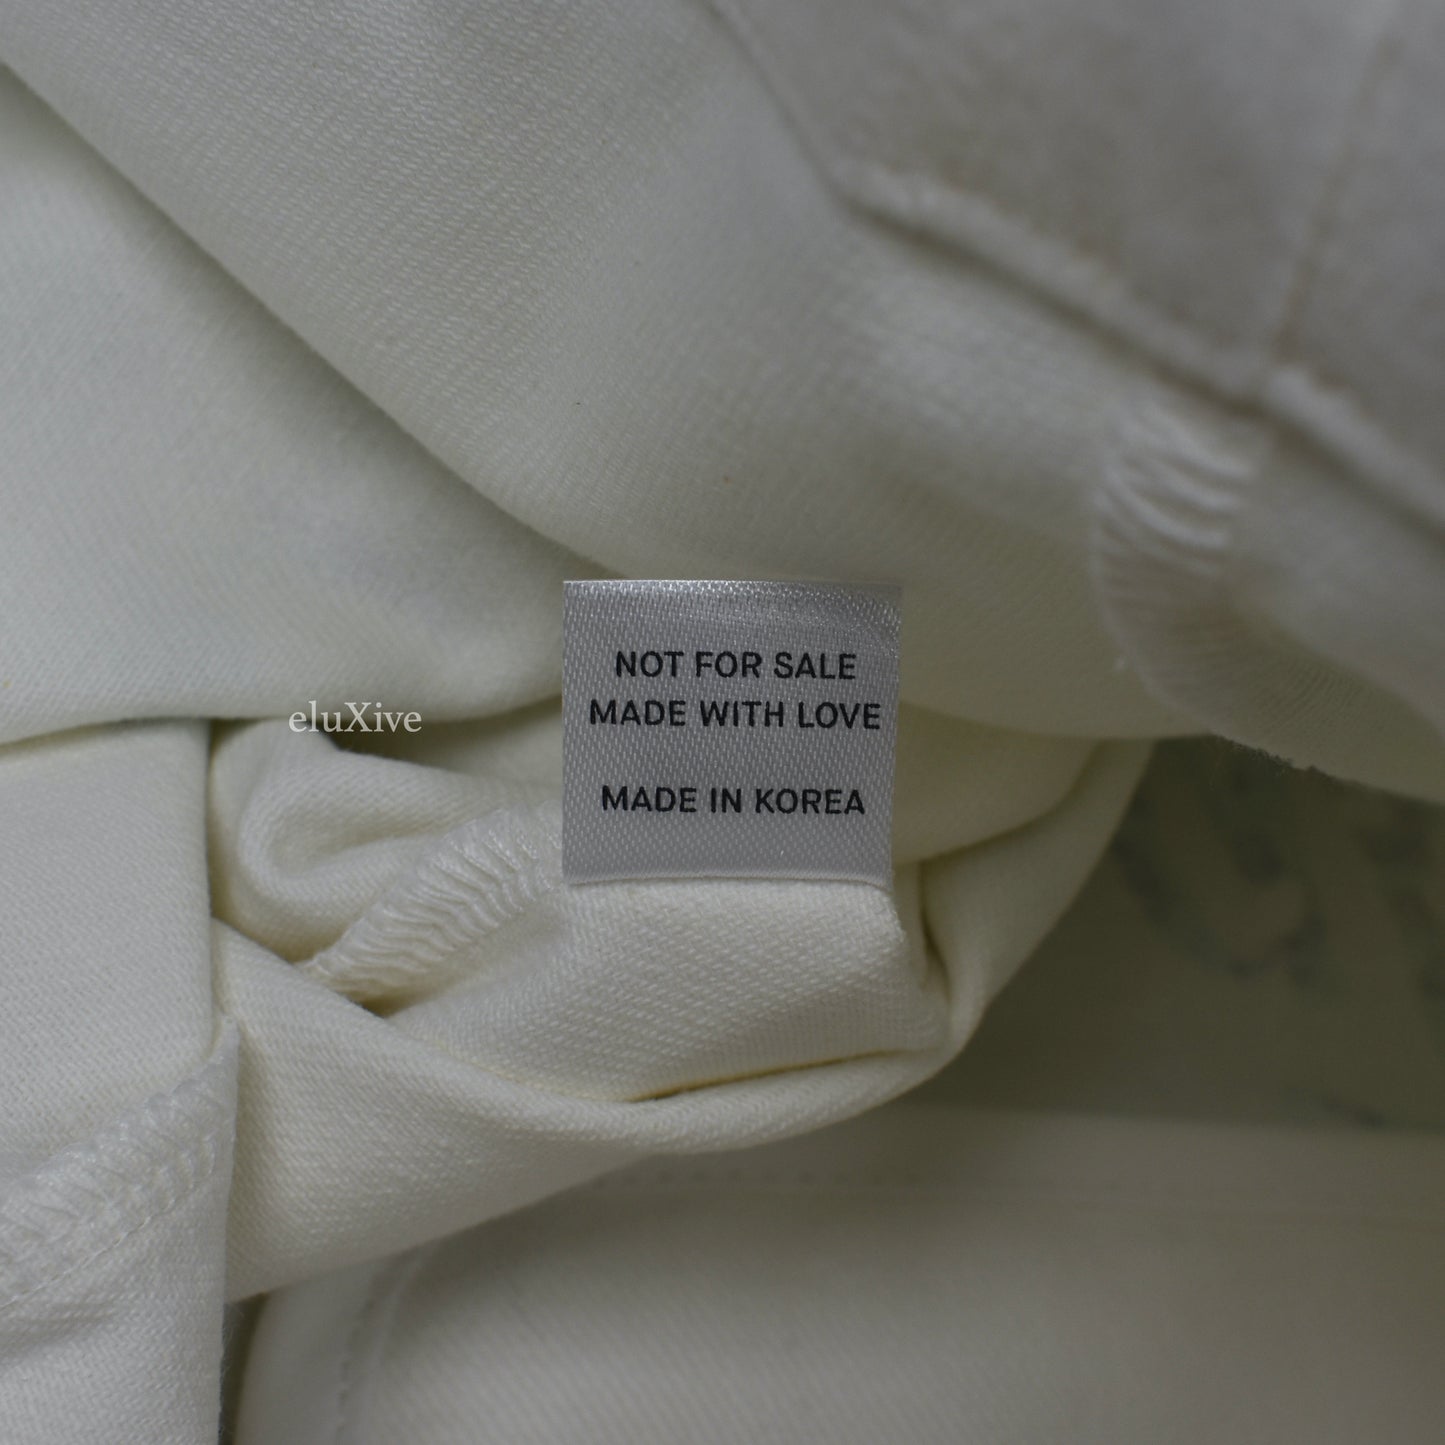 NOT FOR SALE
MADE WITH LOVE
MADE IN KOREA
eluXive